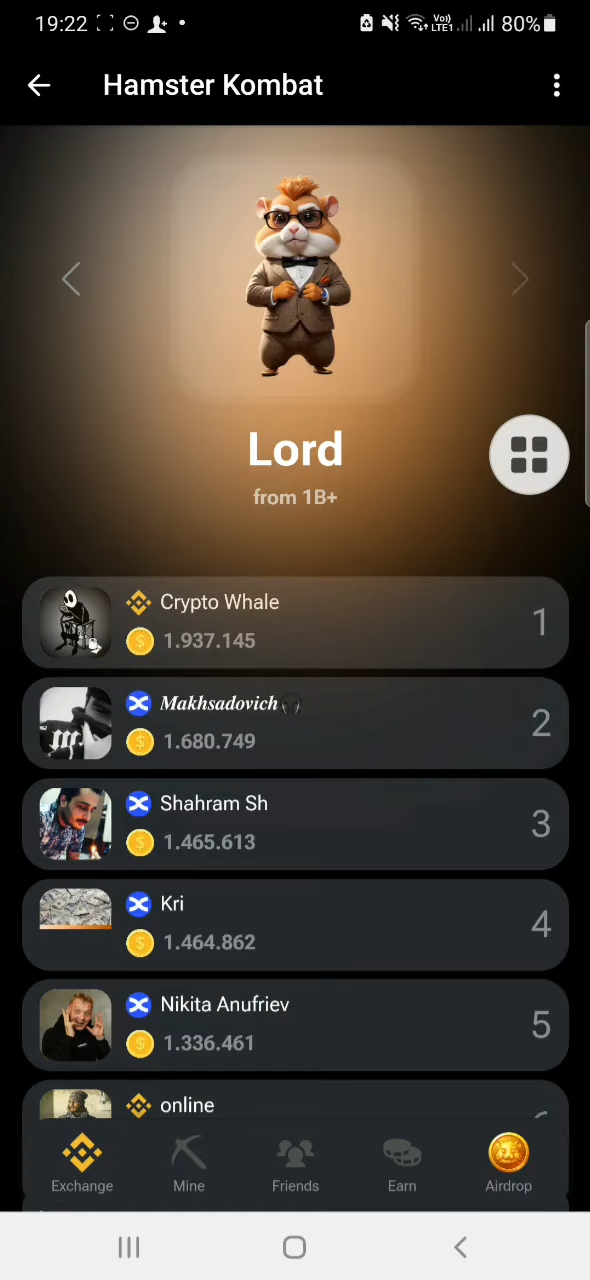 19:22
Vo)) LTE1
80%
Hamster Kombat
Lord
from 1B+
Crypto Whale
1.937.145
1
Makhsadovich
1.680.749
2
Shahram Sh
1.465.613
3
Kri
1.464.862
4
Nikita Anufriev
1.336.461
5
online
Exchange
Mine
Friends
Earn
Airdrop